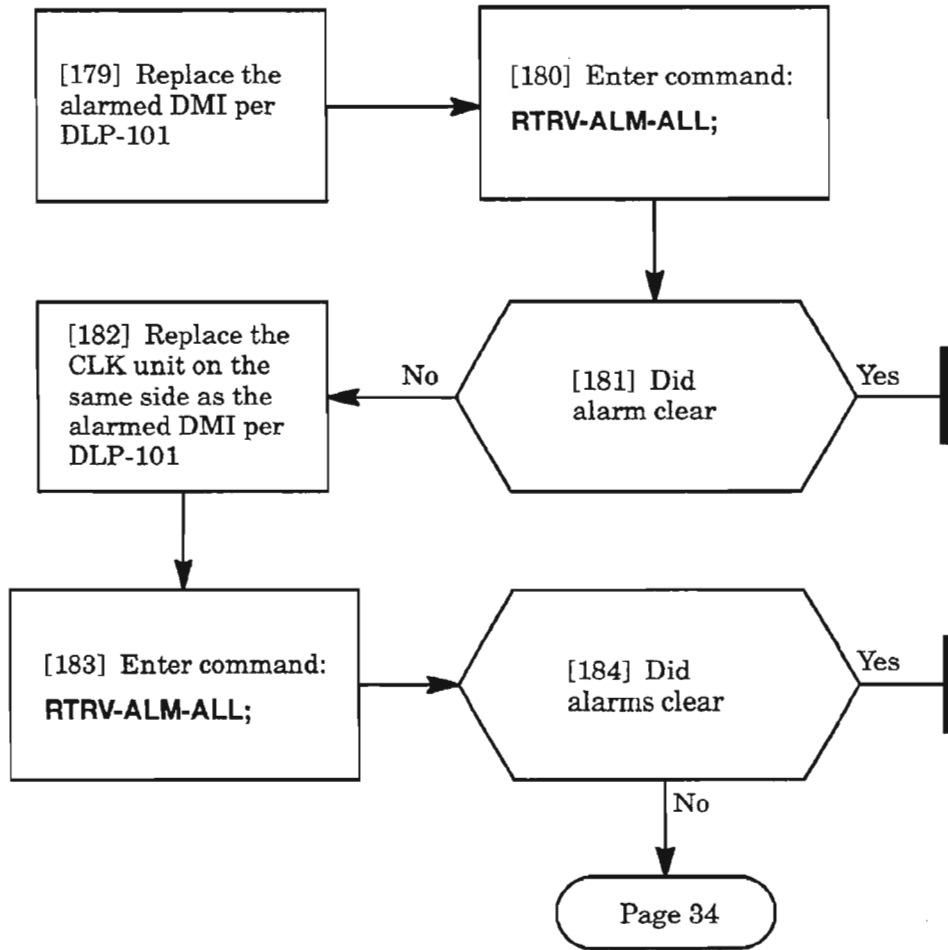 [179] Replace the
alarmed DMI per
DLP-101
[180] Enter command:
RTRV-ALM-ALL;
[181] Did
alarm clear
Yes
No
[182] Replace the
CLK unit on the
same side as the
alarmed DMI per
DLP-101
[183] Enter command:
RTRV-ALM-ALL;
[184] Did
alarms clear
Yes
No
Page 34